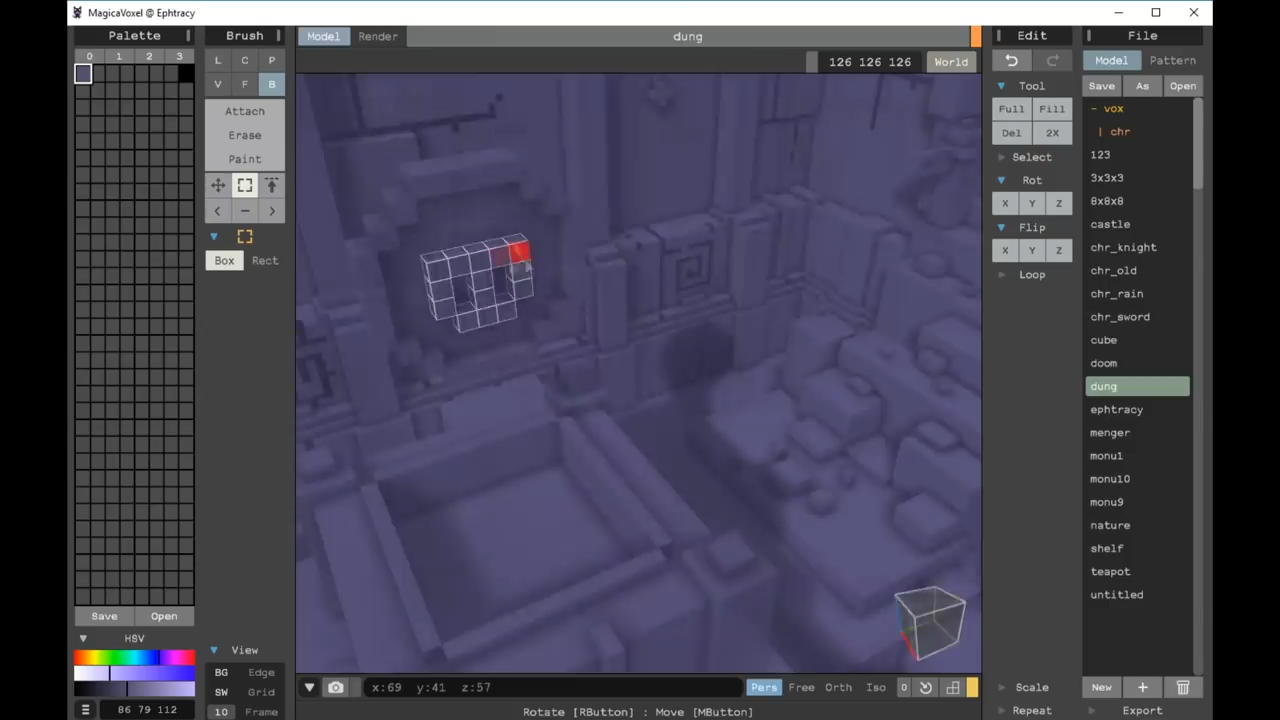 MagicaVoxel @ Ephtracy
Palette
0 1 2 3
Save Open
HSV
86 79 112
Brush
L C P
V F B
Attach
Erase
Paint
Box Rect
View
BG Edge
SW Grid
10 Frame
Model Render dung
126 126 126 World
x:69 y:41 z:57
Pers Free Orth Iso 0
Rotate [RButton] : Move [MButton]
Edit
Tool
Full Fill
Del 2X
Select
Rot
X Y Z
Flip
X Y Z
Loop
Scale
Repeat
File
Model Pattern
Save As Open
- vox
| chr
123
3x3x3
8x8x8
castle
chr_knight
chr_old
chr_rain
chr_sword
cube
doom
dung
ephtracy
menger
monu1
monu10
monu9
nature
shelf
teapot
untitled
New +
Export